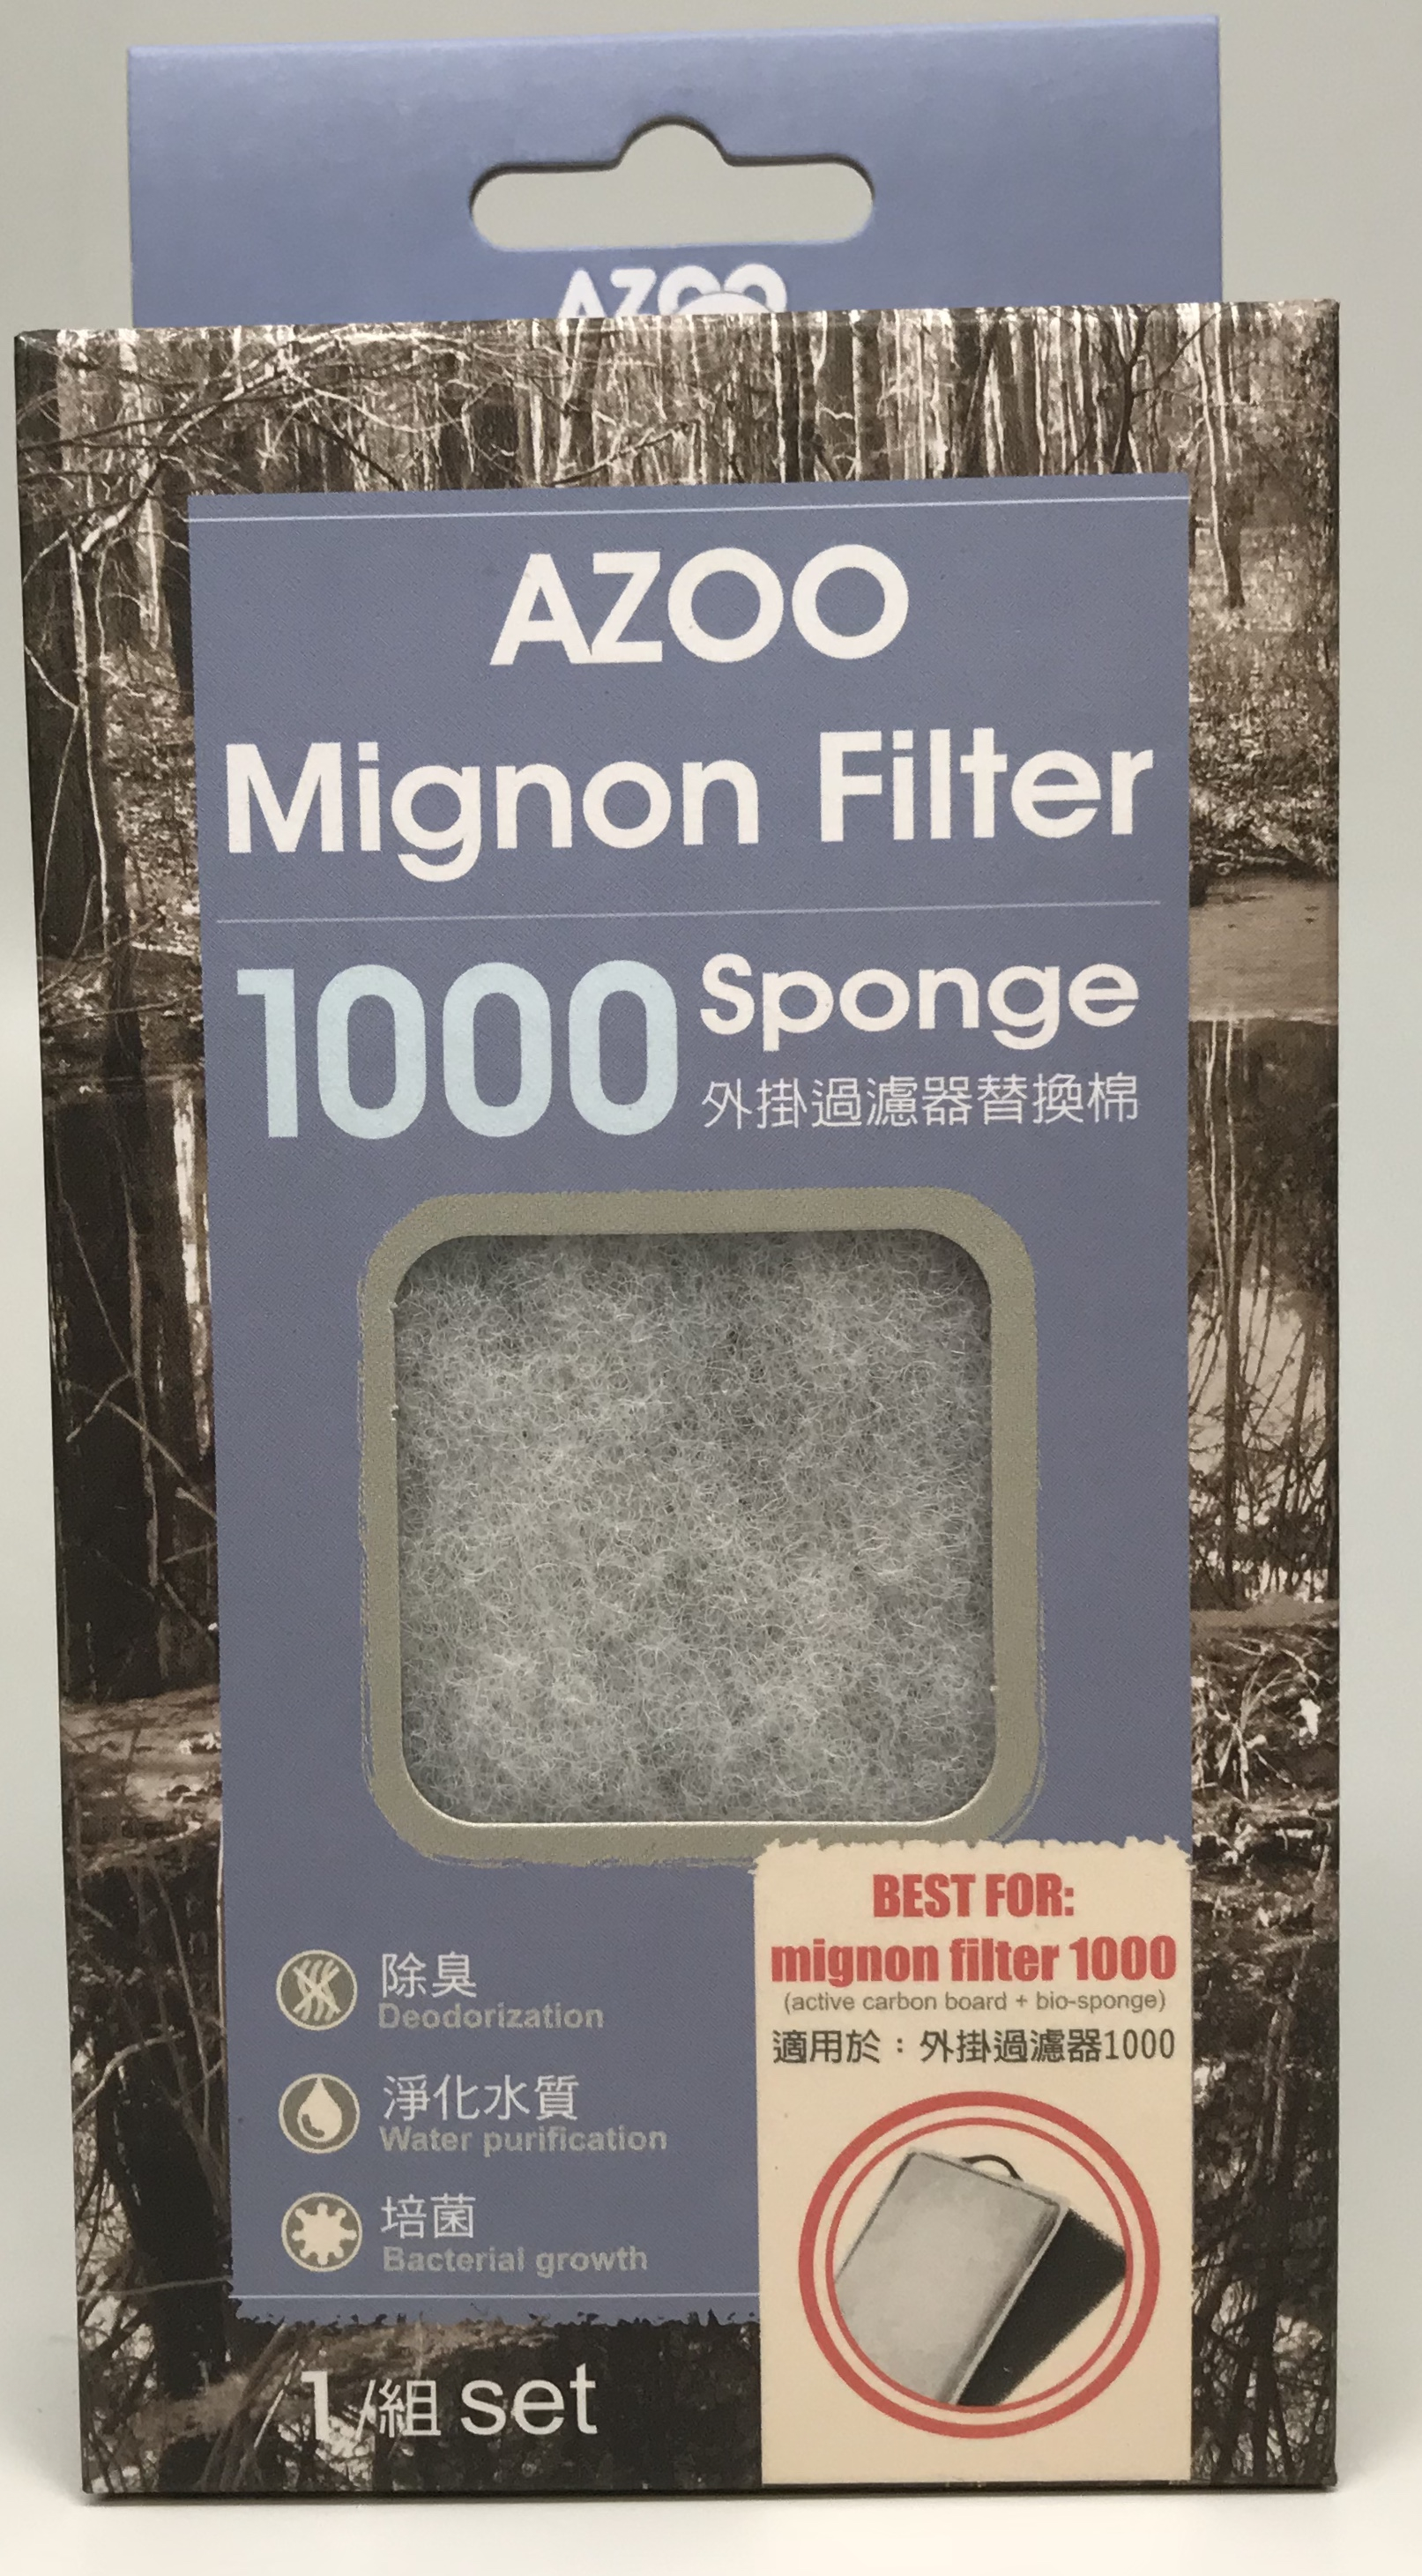 AZOO
AZOO
Mignon Filter
1000 Sponge
外掛過濾器替換棉
除臭
Deodorization
淨化水質
Water purification
培菌
Bacterial growth
1/組 set
BEST FOR:
mignon filter 1000
(active carbon board + bio-sponge)
適用於：外掛過濾器1000